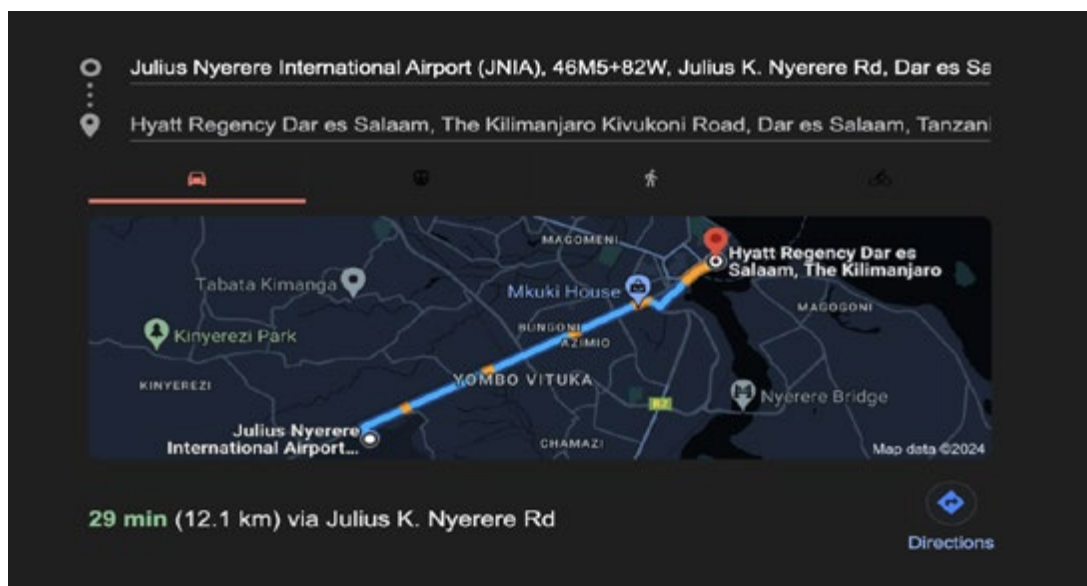 Julius Nyerere International Airport (JNIA), 46M5+82W, Julius K. Nyerere Rd, Dar es Sa
Hyatt Regency Dar es Salaam, The Kilimanjaro Kivukoni Road, Dar es Salaam, Tanzani
MAGOMENI
Hyatt Regency Dar es
Salaam, The Kilimanjaro
Tabata Kimanga
Mkuki House
MAGOGONI
Kinyerezi Park
BUNGONI
AZIMIO
KINYEREZI
YOMBO VITUKA
Nyerere Bridge
B2
Julius Nyerere
International Airport...
CHAMAZI
Map data ©2024
29 min (12.1 km) via Julius K. Nyerere Rd
Directions